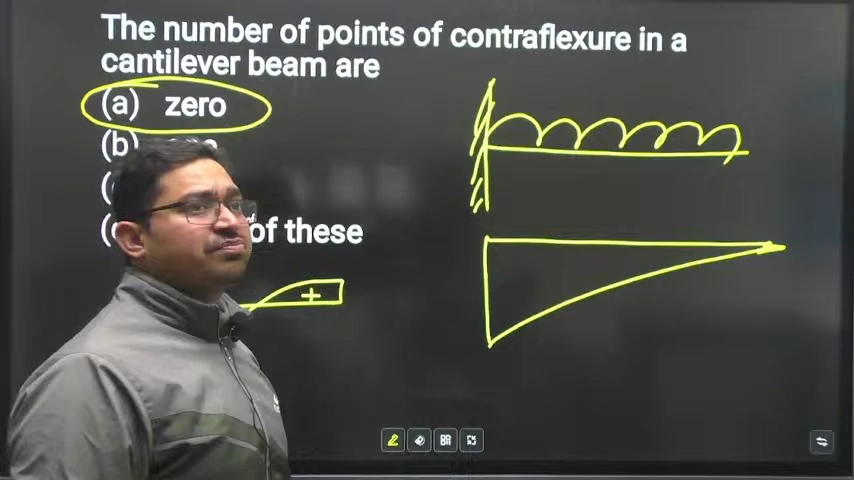 The number of points of contraflexure in a
cantilever beam are
(a) zero
(b)
of these
+